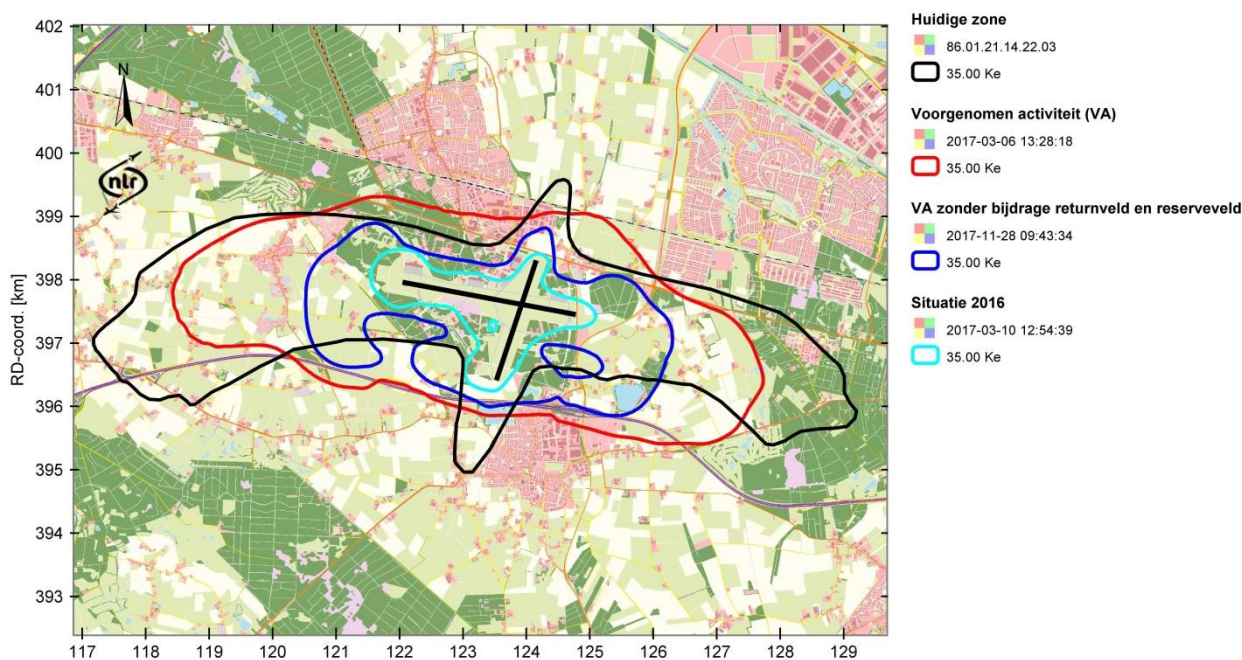 402
401
400
399
398
397
396
395
394
393
RD-coord. [km]
N
nlr
117 118 119 120 121 122 123 124 125 126 127 128 129
Huidige zone
86.01.21.14.22.03
35.00 Ke
Voorgenomen activiteit (VA)
2017-03-06 13:28:18
35.00 Ke
VA zonder bijdrage returnveld en reserveveld
2017-11-28 09:43:34
35.00 Ke
Situatie 2016
2017-03-10 12:54:39
35.00 Ke